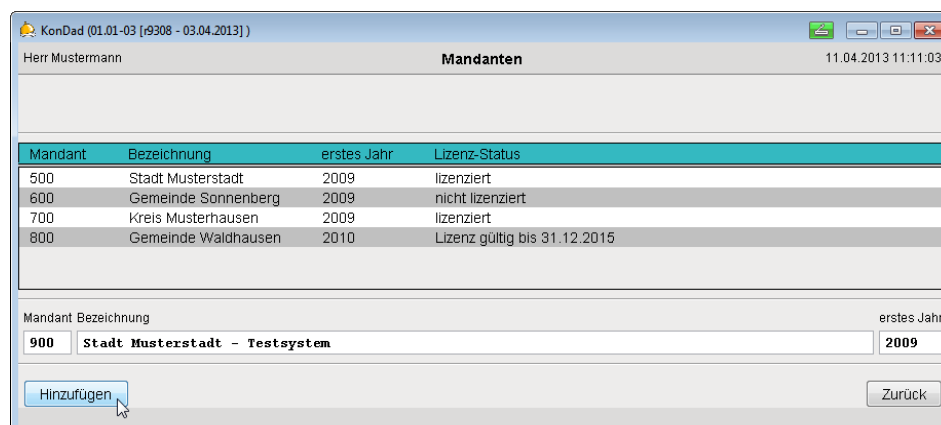 KonDad (01.01-03 [r9308 - 03.04.2013] )
Herr Mustermann Mandanten 11.04.2013 11:11:03
Mandant Bezeichnung erstes Jahr Lizenz-Status
500 Stadt Musterstadt 2009 lizenziert
600 Gemeinde Sonnenberg 2009 nicht lizenziert
700 Kreis Musterhausen 2009 lizenziert
800 Gemeinde Waldhausen 2010 Lizenz gültig bis 31.12.2015
Mandant Bezeichnung erstes Jahr
900 Stadt Musterstadt - Testsystem 2009
Hinzufügen Zurück